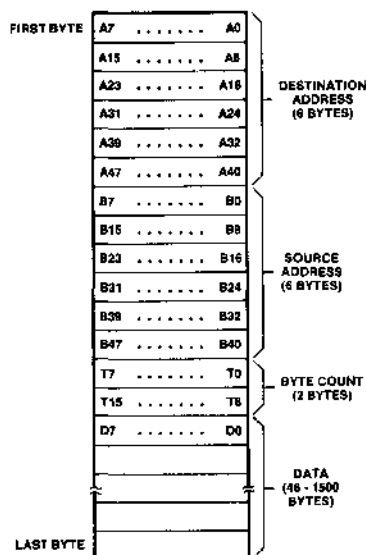 FIRST BYTE
A7 ....... A0
A15 ....... A8
A23 ....... A16
A31 ....... A24
A39 ....... A32
A47 ....... A40
DESTINATION
ADDRESS
(6 BYTES)
B7 ....... B0
B15 ....... B8
B23 ....... B16
B31 ....... B24
B39 ....... B32
B47 ....... B40
SOURCE
ADDRESS
(6 BYTES)
T7 ....... T0
T15 ....... T8
BYTE COUNT
(2 BYTES)
D7 ....... D0
DATA
(46 - 1500
BYTES)
LAST BYTE